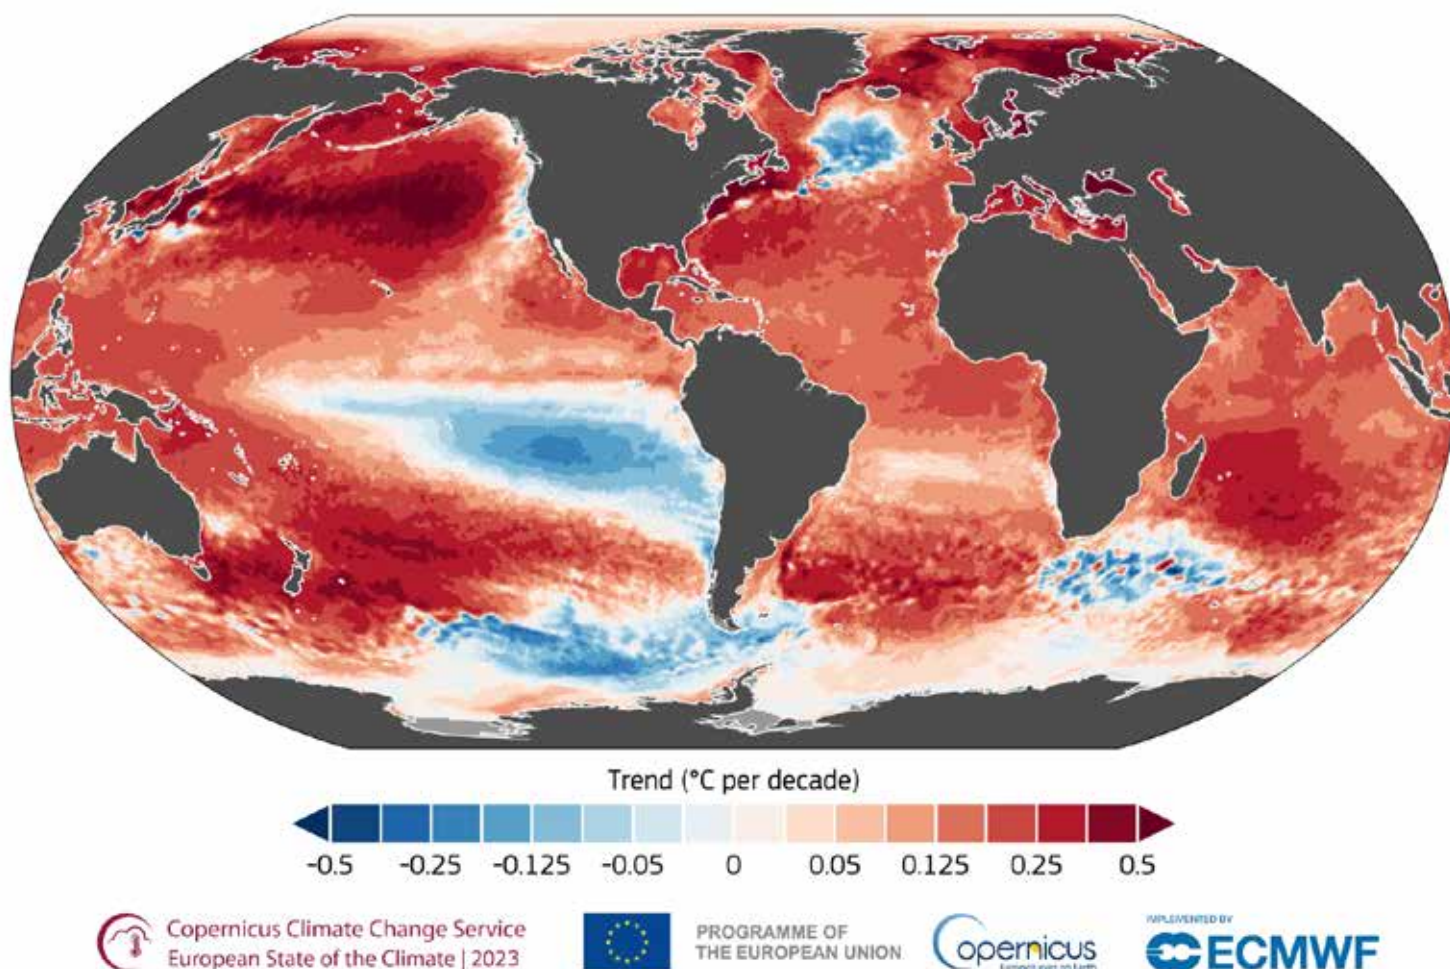 Trend (°C per decade)
-0.5 -0.25 -0.125 -0.05 0 0.05 0.125 0.25 0.5
Copernicus Climate Change Service
European State of the Climate | 2023
PROGRAMME OF
THE EUROPEAN UNION
opernicus
IMPLEMENTED BY
ECMWF